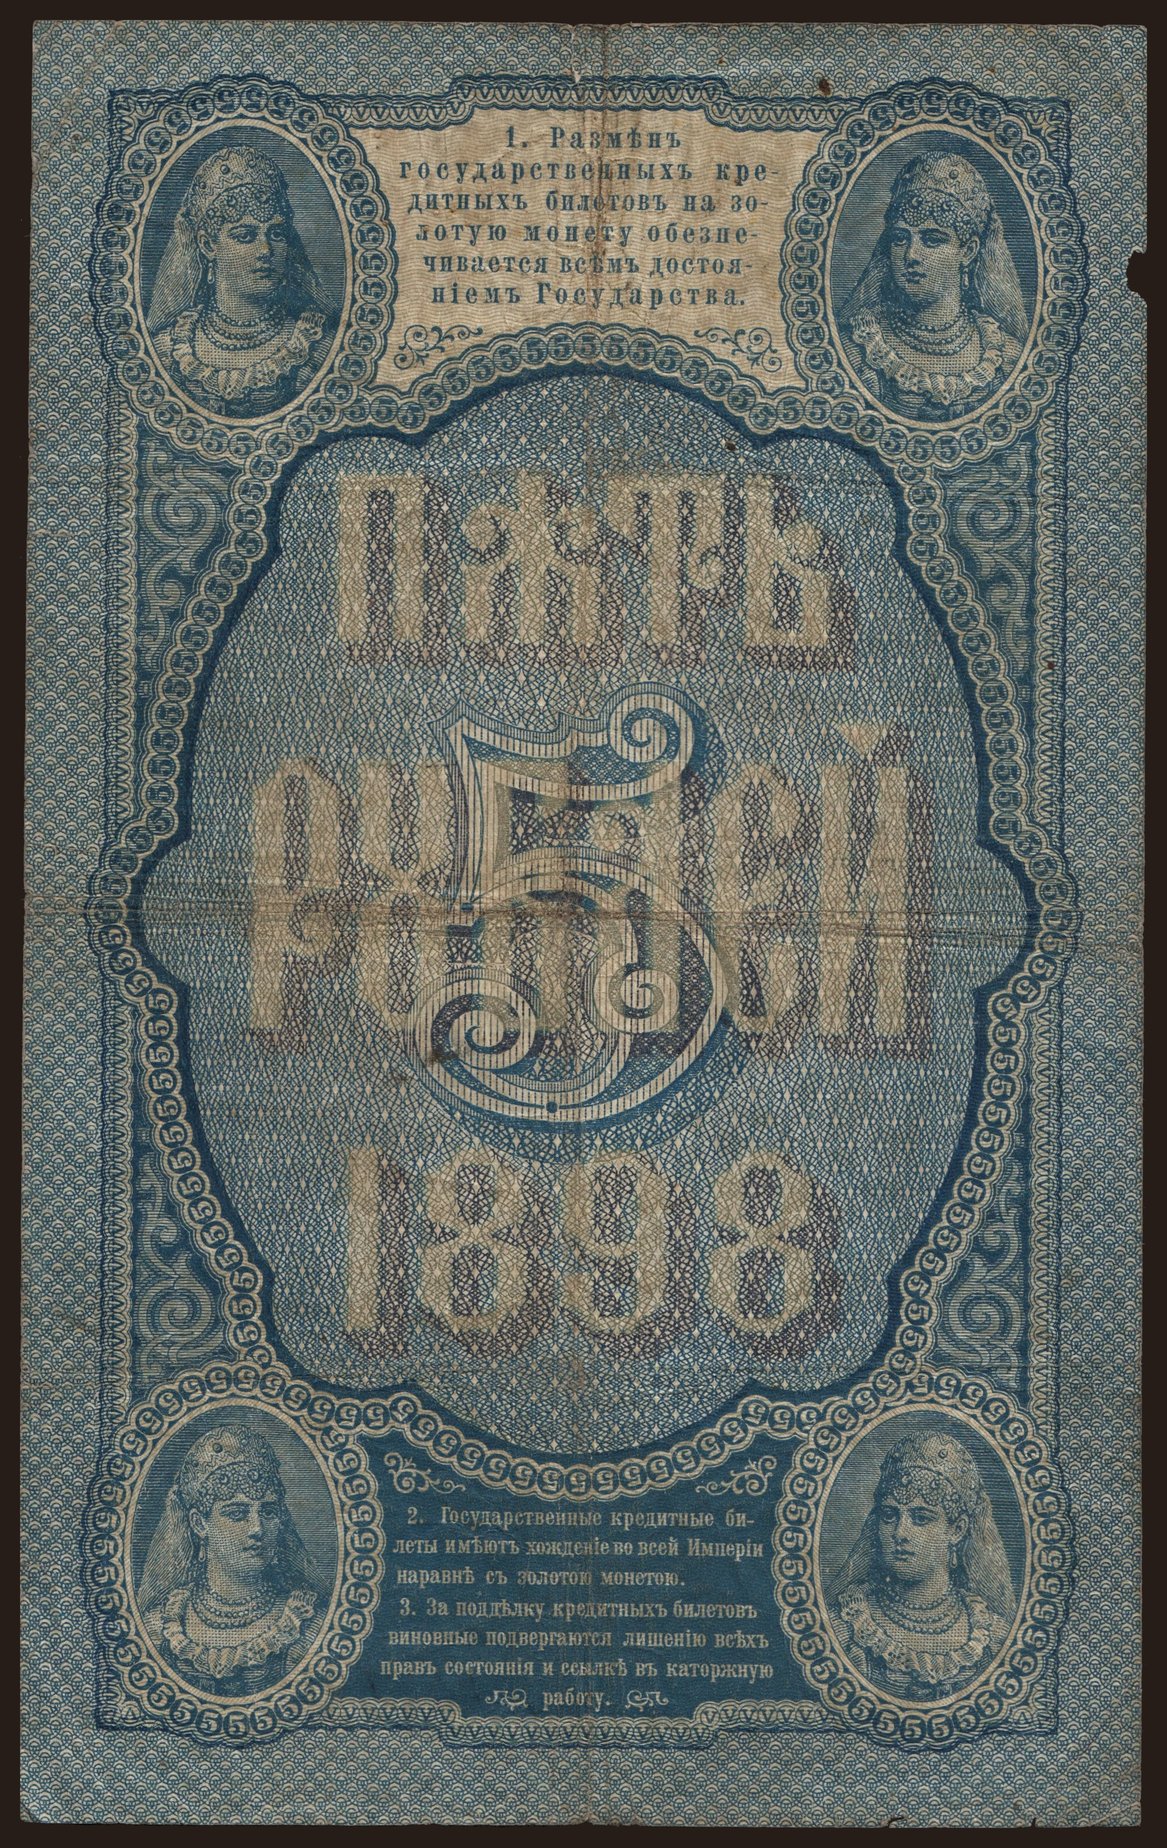 1. Размѣнъ
государственныхъ кре-
дитныхъ билетовъ на зо-
лотую монету обезпе-
чивается всѣмъ достоя-
ніемъ Государства.
ПЯТЬ
5
РУБЛЕЙ
1898
2. Государственные кредитные би-
леты имѣютъ хожденіе во всей Имперіи
наравнѣ съ золотою монетою.
3. За поддѣлку кредитныхъ билетовъ
виновные подвергаются лишенію всѣхъ
правъ состоянія и ссылкѣ въ каторжную
работу.